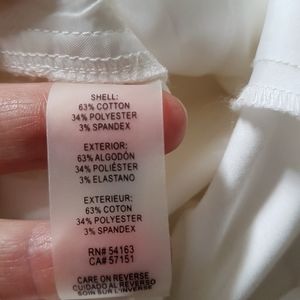 SHELL:
63% COTTON
34% POLYESTER
3% SPANDEX
EXTERIOR:
63% ALGODÓN
34% POLIÉSTER
3% ELASTANO
EXTERIEUR:
63% COTON
34% POLYESTER
3% SPANDEX
RN# 54163
CA# 57151
CARE ON REVERSE
CUIDADO AL REVERSO
SOIN SUR L'INVERSE